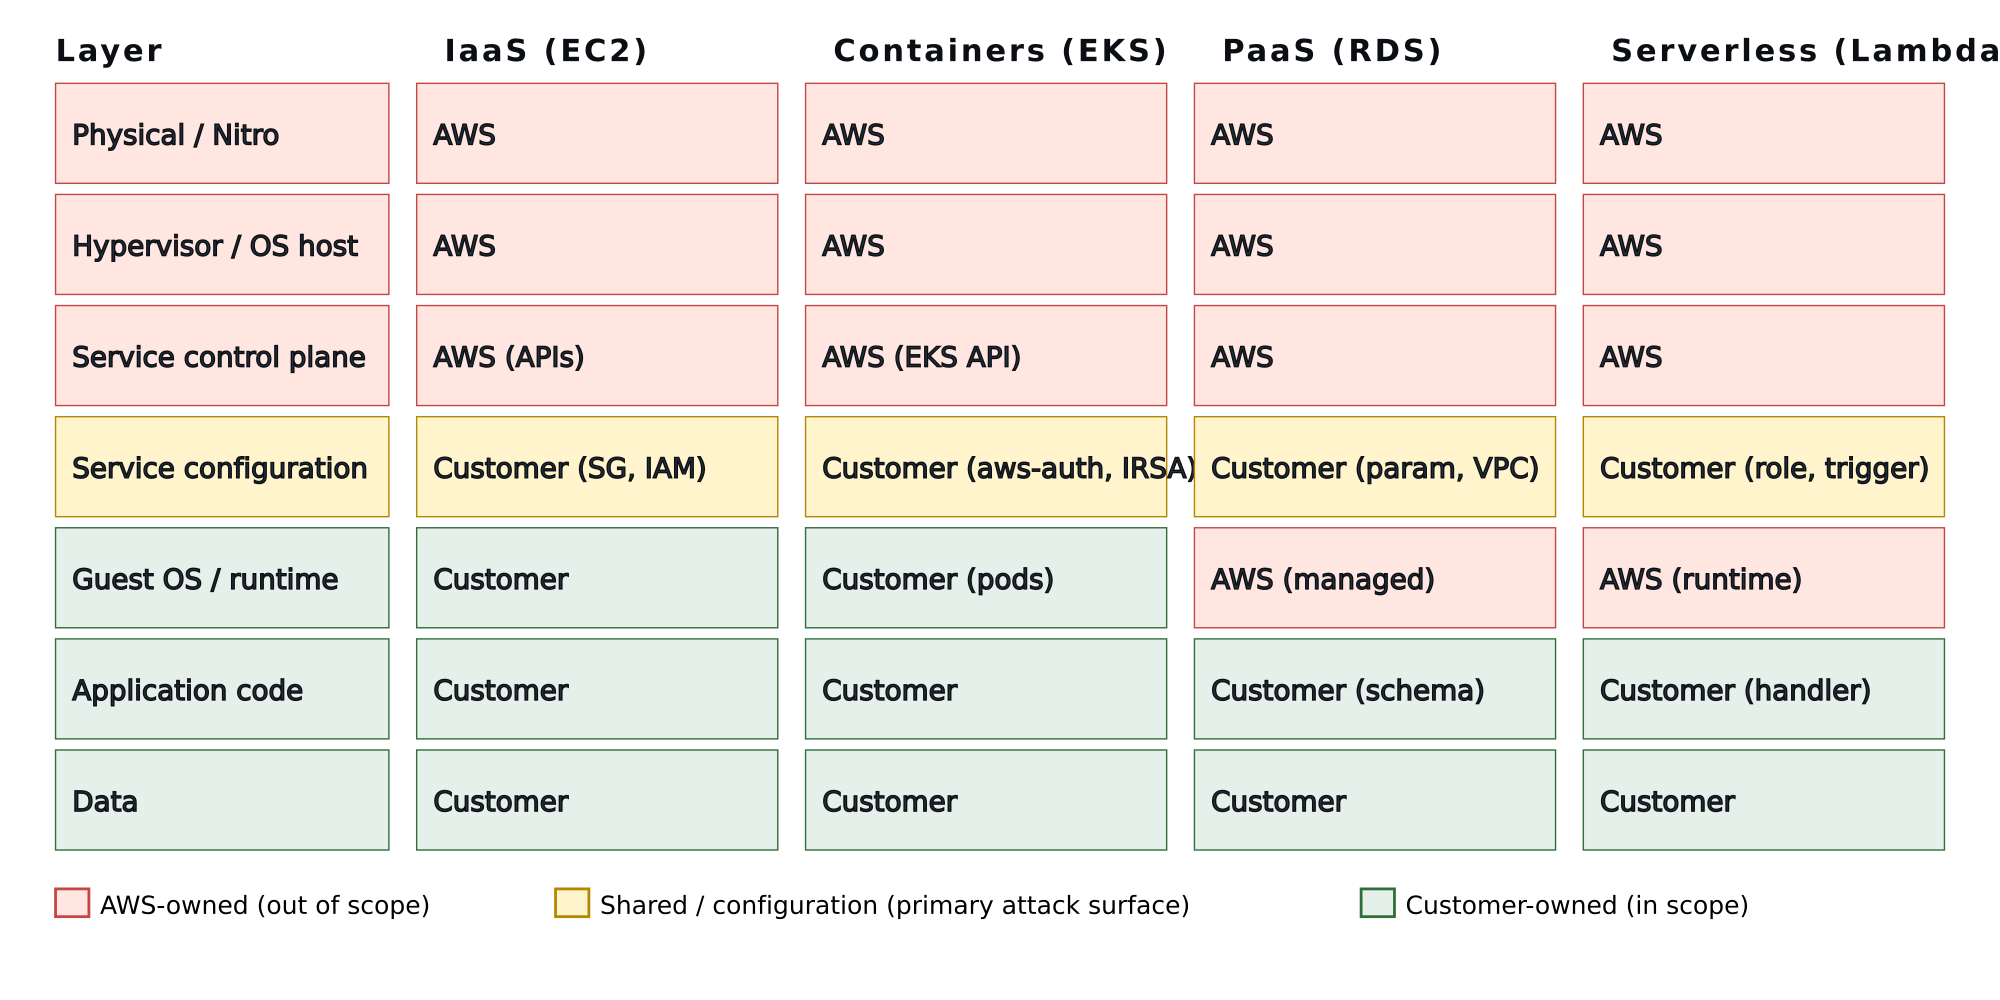 Layer IaaS (EC2) Containers (EKS) PaaS (RDS) Serverless (Lambda
Physical / Nitro AWS AWS AWS AWS
Hypervisor / OS host AWS AWS AWS AWS
Service control plane AWS (APIs) AWS (EKS API) AWS AWS
Service configuration Customer (SG, IAM) Customer (aws-auth, IRSA) Customer (param, VPC) Customer (role, trigger)
Guest OS / runtime Customer Customer (pods) AWS (managed) AWS (runtime)
Application code Customer Customer Customer (schema) Customer (handler)
Data Customer Customer Customer Customer
AWS-owned (out of scope) Shared / configuration (primary attack surface) Customer-owned (in scope)